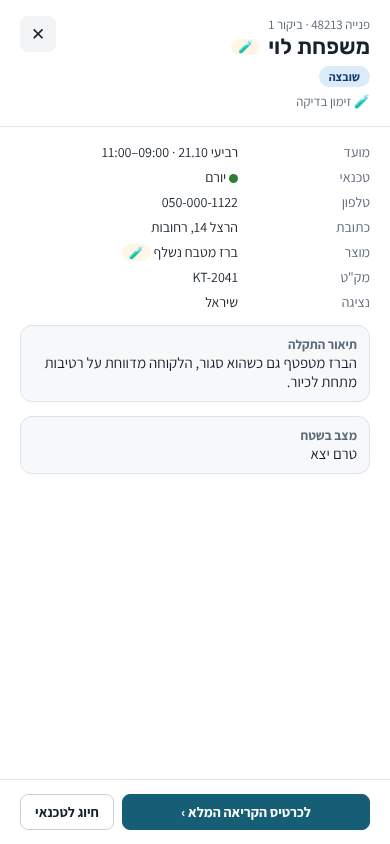 פנייה 48213 · ביקור 1
משפחת לוי 🧪
✕
שובצה
🧪 זימון בדיקה
מועד רביעי 21.10 · 09:00–11:00
טכנאי יורם
טלפון 050-000-1122
כתובת הרצל 14, רחובות
מוצר ברז מטבח נשלף 🧪
מק"ט KT-2041
נציגה שיראל
תיאור התקלה
הברז מטפטף גם כשהוא סגור, הלקוחה מדווחת על רטיבות
מתחת לכיור.
מצב בשטח
טרם יצא
לכרטיס הקריאה המלא ›
חיוג לטכנאי